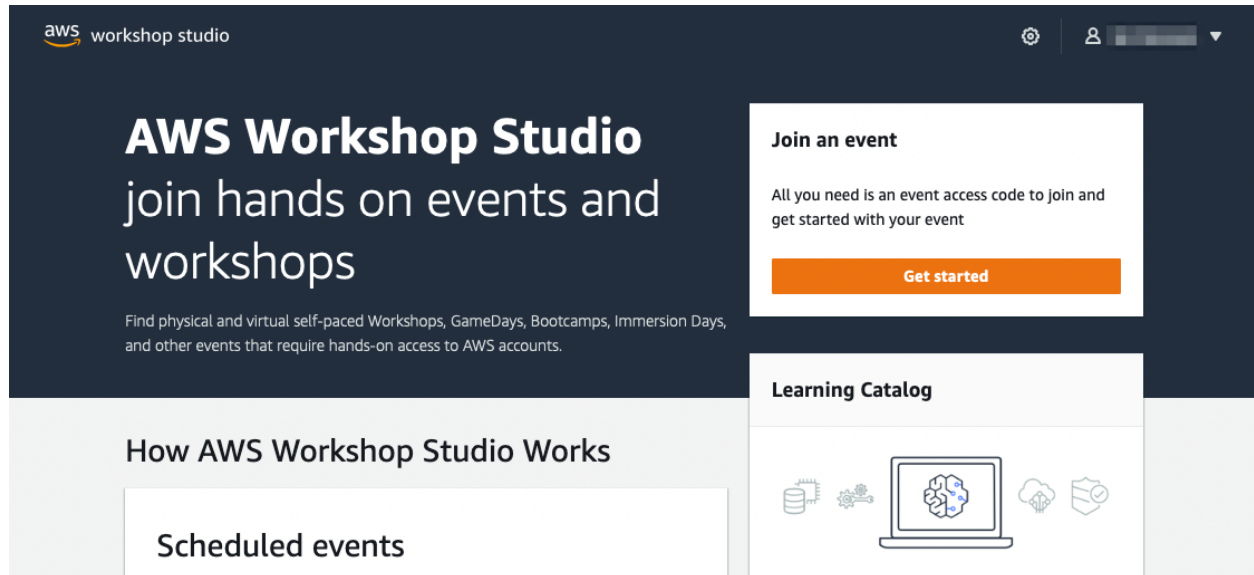 aws workshop studio
AWS Workshop Studio
join hands on events and
workshops
Find physical and virtual self-paced Workshops, GameDays, Bootcamps, Immersion Days,
and other events that require hands-on access to AWS accounts.
Join an event
All you need is an event access code to join and
get started with your event
Get started
Learning Catalog
How AWS Workshop Studio Works
Scheduled events